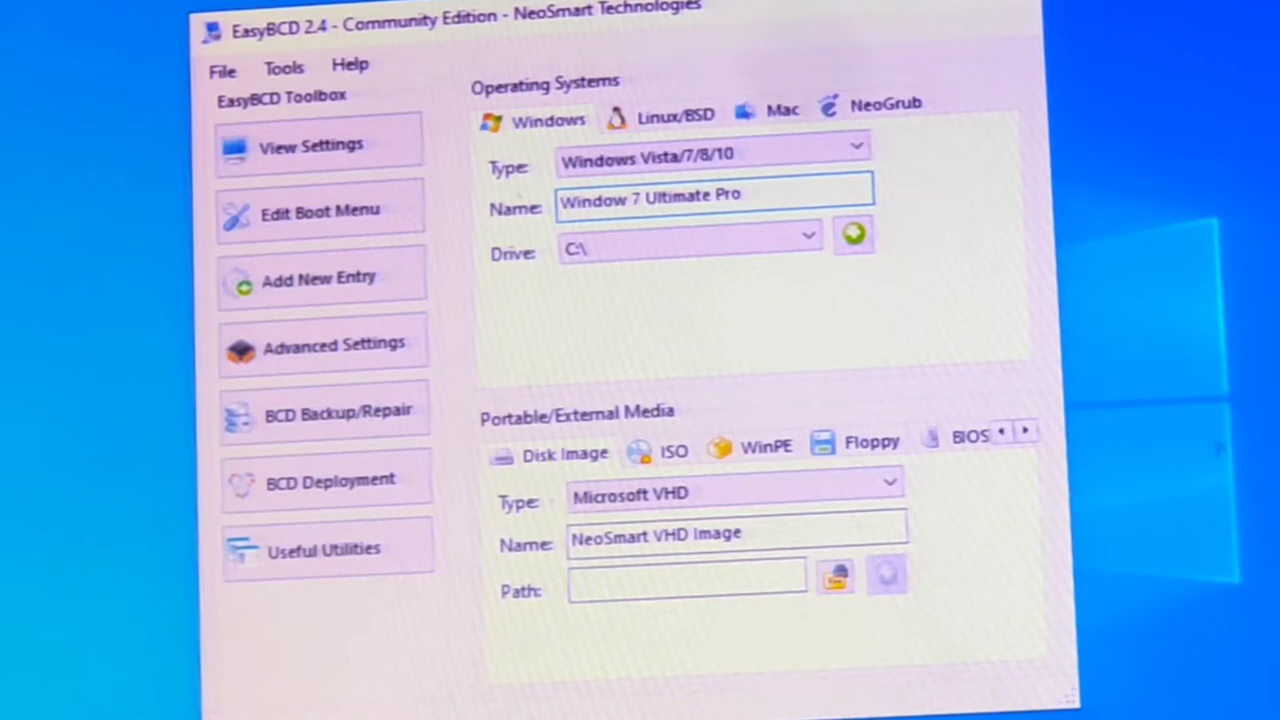 EasyBCD 2.4 - Community Edition - NeoSmart Technologies
File Tools Help
EasyBCD Toolbox
View Settings
Edit Boot Menu
Add New Entry
Advanced Settings
BCD Backup/Repair
BCD Deployment
Useful Utilities
Operating Systems
Windows Linux/BSD Mac NeoGrub
Type: Windows Vista/7/8/10
Name: Window 7 Ultimate Pro
Drive: C:\
Portable/External Media
Disk Image ISO WinPE Floppy BIOS
Type: Microsoft VHD
Name: NeoSmart VHD Image
Path: